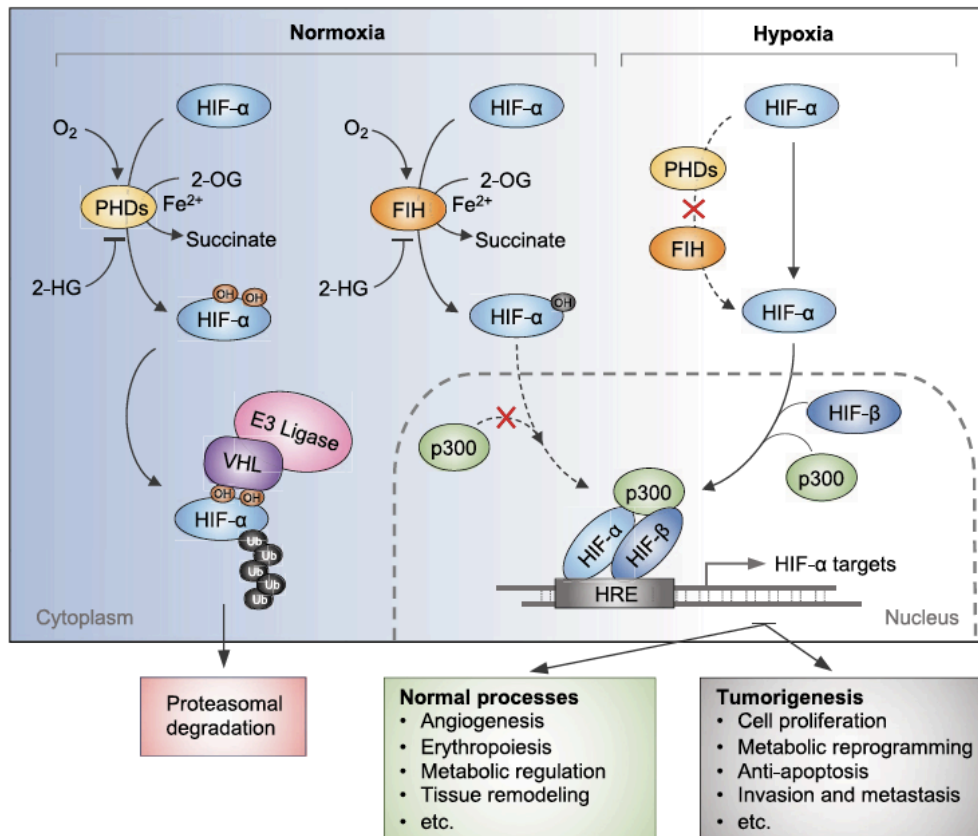 Normoxia
Hypoxia
HIF-α
HIF-α
HIF-α
O₂
O₂
PHDs
2-OG
Fe²⁺
PHDs
2-OG
Fe²⁺
FIH
Succinate
Succinate
FIH
2-HG
2-HG
OH OH
HIF-α
OH
HIF-α
HIF-α
E3 Ligase
VHL
OH OH
HIF-α
Ub
Ub
Ub
Ub
Ub
p300
HIF-β
p300
p300
HIF-α
HIF-β
HRE
HIF-α targets
Cytoplasm
Nucleus
Proteasomal
degradation
Normal processes
• Angiogenesis
• Erythropoiesis
• Metabolic regulation
• Tissue remodeling
• etc.
Tumorigenesis
• Cell proliferation
• Metabolic reprogramming
• Anti-apoptosis
• Invasion and metastasis
• etc.